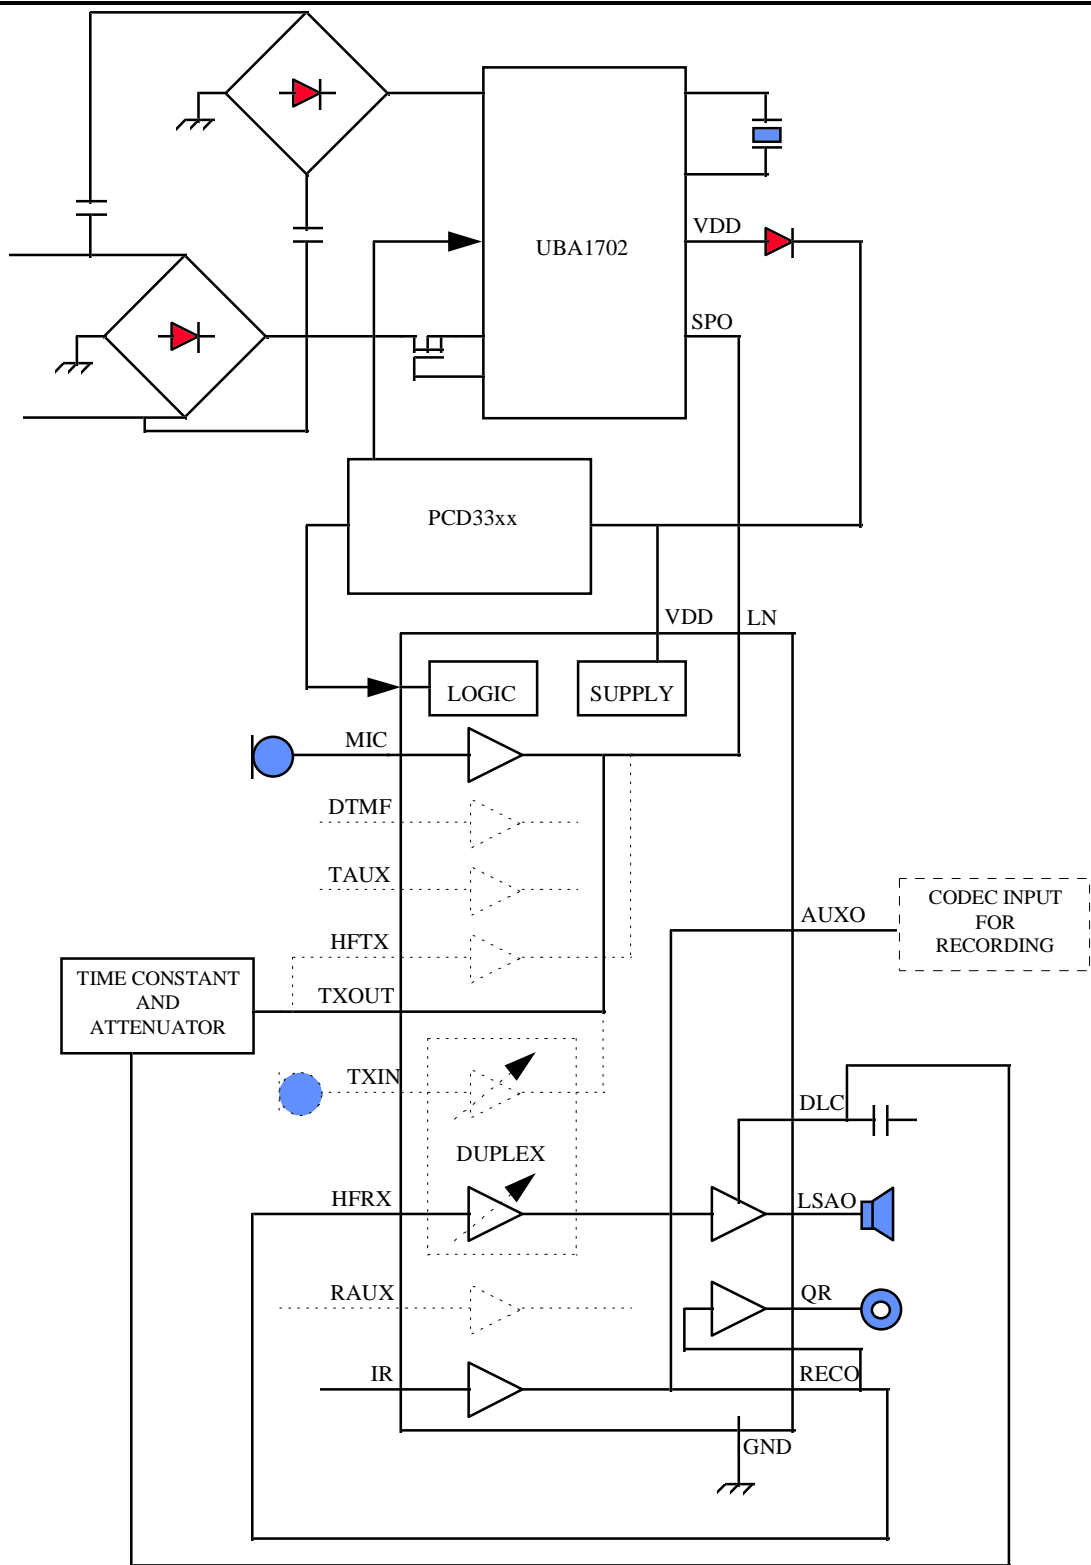 UBA1702
VDD
SPO
PCD33xx
VDD
LN
LOGIC
SUPPLY
MIC
DTMF
TAUX
HFTX
TXOUT
AUXO
CODEC INPUT
FOR
RECORDING
TIME CONSTANT
AND
ATTENUATOR
TXIN
DLC
DUPLEX
HFRX
LSAO
RAUX
QR
IR
RECO
GND